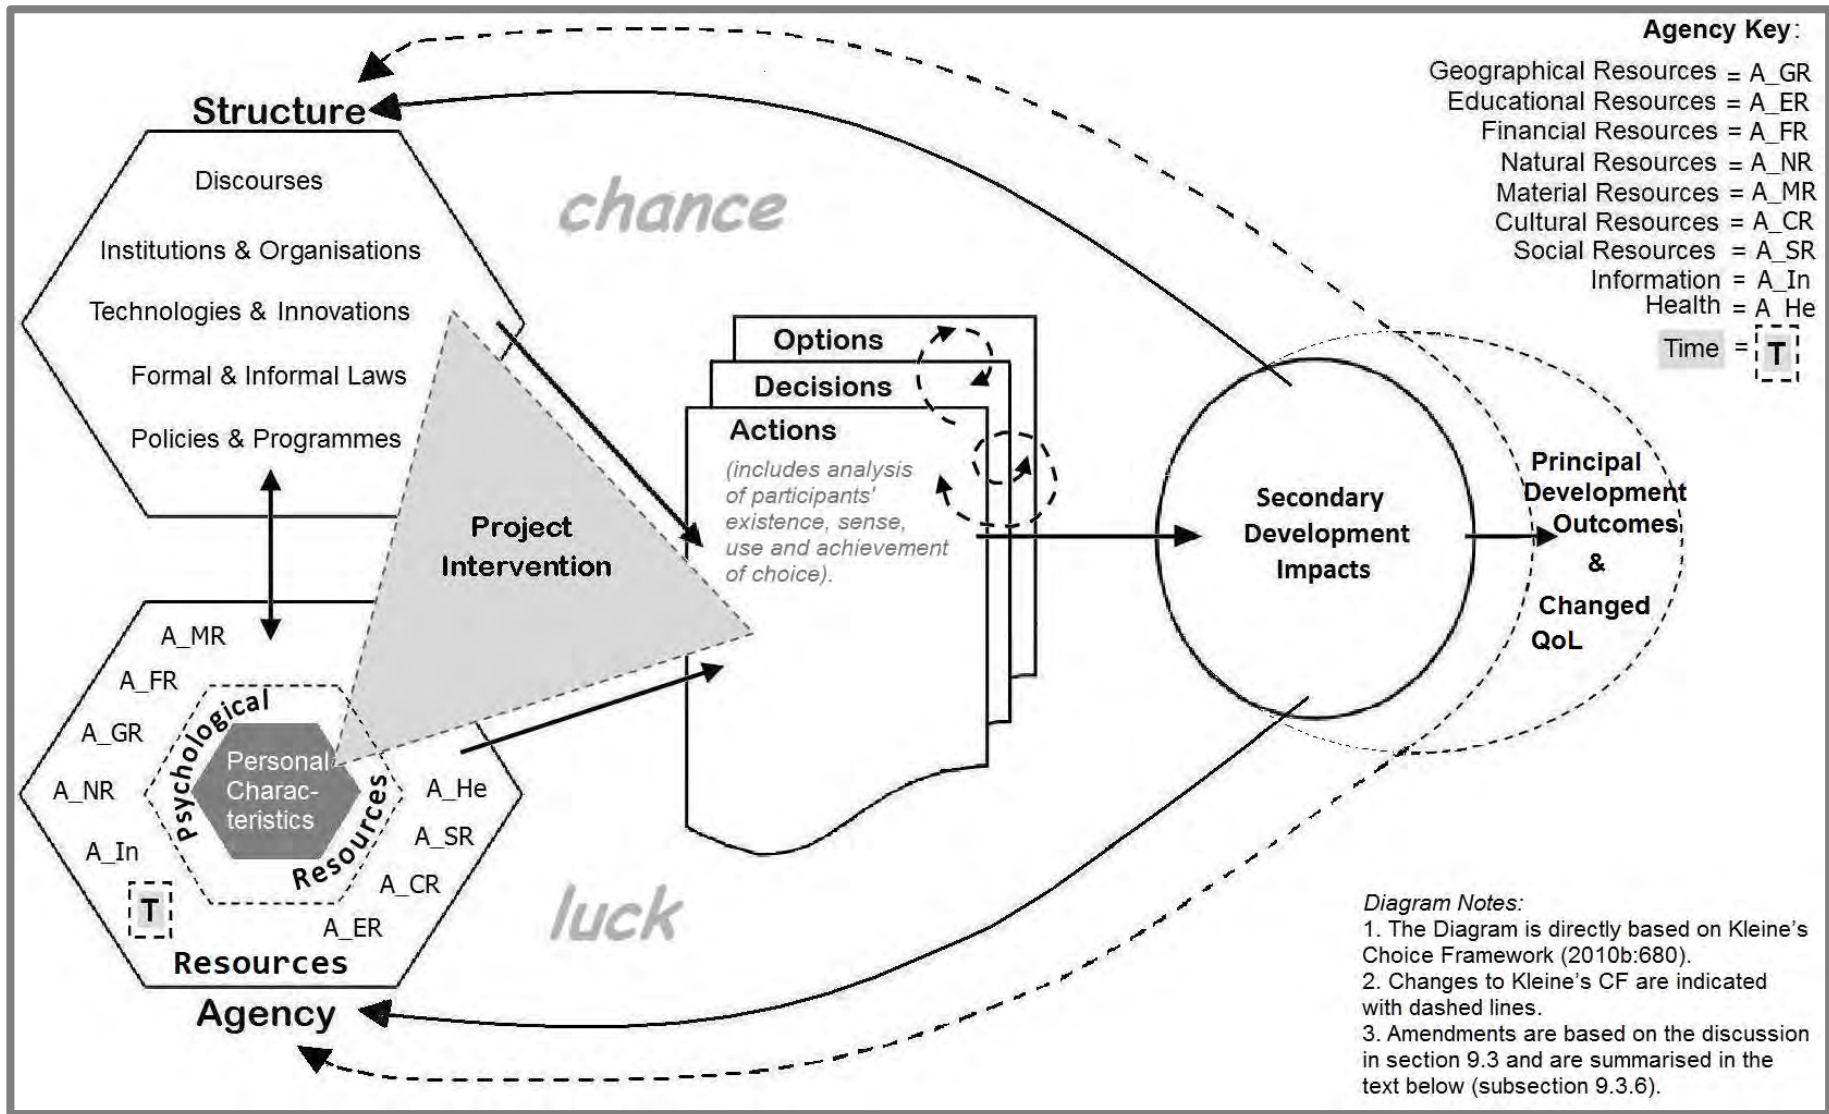 Structure
Discourses
Institutions & Organisations
Technologies & Innovations
Formal & Informal Laws
Policies & Programmes
chance
Project
Intervention
Options
Decisions
Actions
(includes analysis
of participants'
existence, sense,
use and achievement
of choice).
Secondary
Development
Impacts
Principal
Development
Outcomes
&
Changed
QoL
Agency Key:
Geographical Resources = A_GR
Educational Resources = A_ER
Financial Resources = A_FR
Natural Resources = A_NR
Material Resources = A_MR
Cultural Resources = A_CR
Social Resources = A_SR
Information = A_In
Health = A_He
Time = T
A_MR
A_FR
A_GR
A_NR
A_In
T
Psychological
Resources
Personal
Charac-
teristics
A_He
A_SR
A_CR
A_ER
Resources
Agency
luck
Diagram Notes:
1. The Diagram is directly based on Kleine's
Choice Framework (2010b:680).
2. Changes to Kleine's CF are indicated
with dashed lines.
3. Amendments are based on the discussion
in section 9.3 and are summarised in the
text below (subsection 9.3.6).